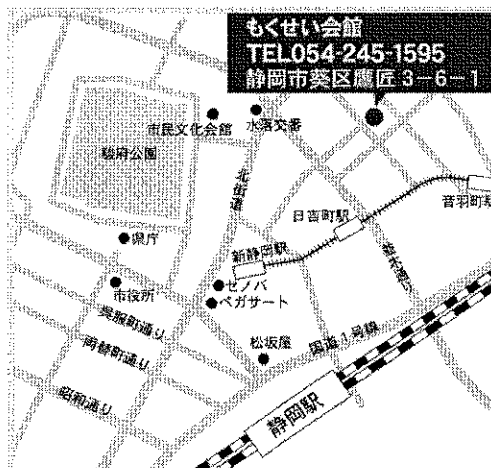 もくせい会館
TEL054-245-1595
静岡市葵区鷹匠3-6-1
市民文化会館
水落交番
駿府公園
北街道
日吉町駅
音羽町駅
県庁
新静岡駅
セノバ
ペガサート
市役所
呉服町通り
両替町通り
昭和通り
松坂屋
国道1号線
静岡駅